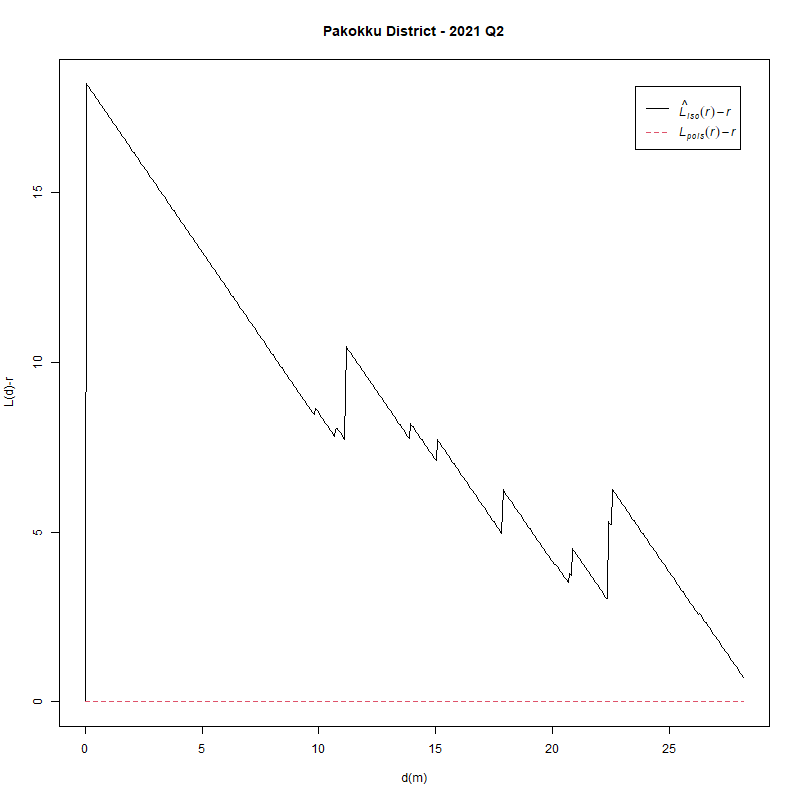 Pakokku District - 2021 Q2
L̂iso(r) − r
Lpois(r) − r
L(d)-r
15
10
5
0
0 5 10 15 20 25
d(m)